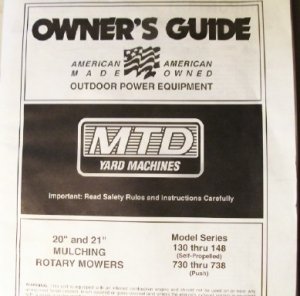 OWNER'S GUIDE
AMERICAN AMERICAN
MADE OWNED
OUTDOOR POWER EQUIPMENT
MTD
YARD MACHINES
Important: Read Safety Rules and Instructions Carefully
20" and 21"
MULCHING
ROTARY MOWERS
Model Series
130 thru 148
(Self-Propelled)
730 thru 738
(Push)